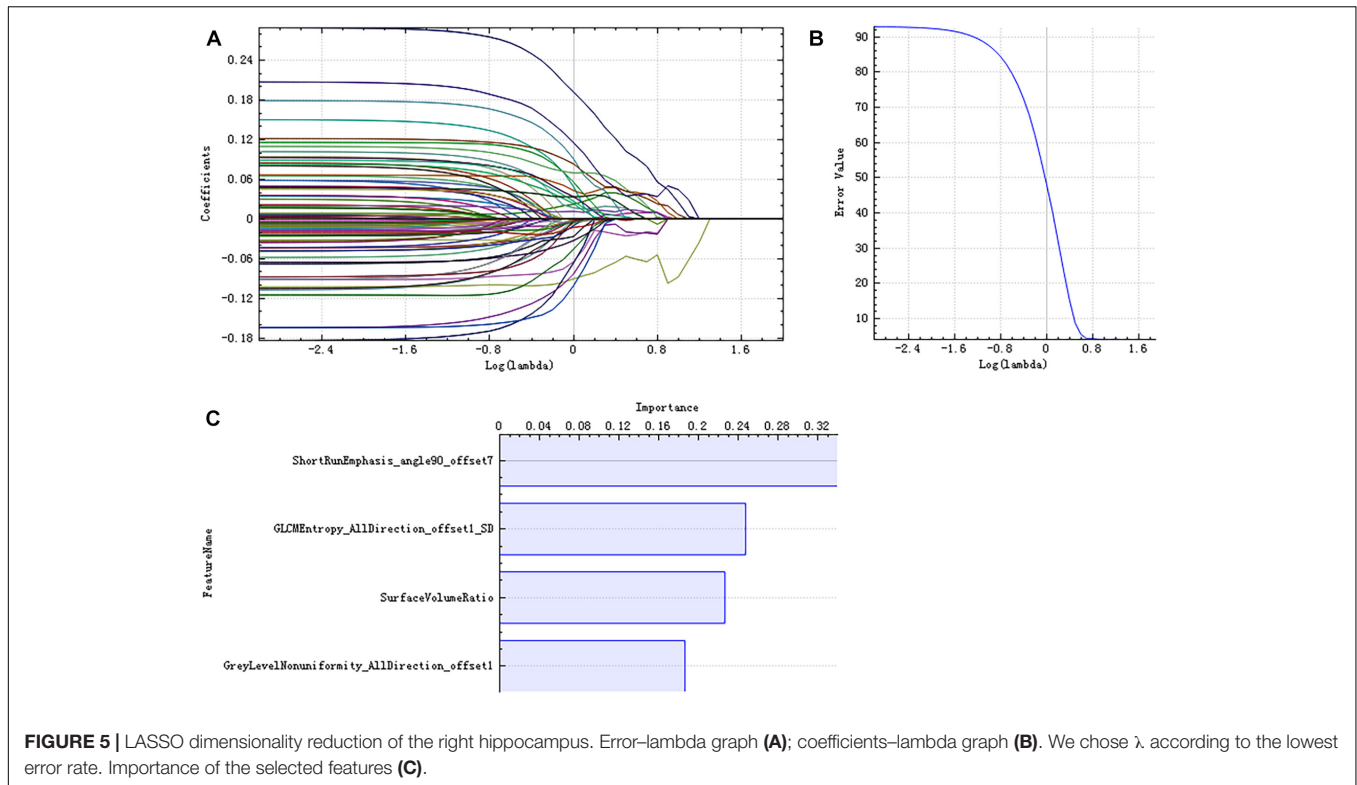 A
0.24
0.18
0.12
0.06
0
-0.06
-0.12
-0.18
Coefficients
-2.4 -1.6 -0.8 0 0.8 1.6
Log(lambda)
B
90
80
70
60
50
40
30
20
10
Error Value
-2.4 -1.6 -0.8 0 0.8 1.6
Log(lambda)
C
Importance
0 0.04 0.08 0.12 0.16 0.2 0.24 0.28 0.32
FeatureName
ShortRunEmphasis_angle90_offset7
GLCMEntropy_AllDirection_offset1_SD
SurfaceVolumeRatio
GreyLevelNonuniformity_AllDirection_offset1
FIGURE 5 | LASSO dimensionality reduction of the right hippocampus. Error–lambda graph (A); coefficients–lambda graph (B). We chose λ according to the lowest
error rate. Importance of the selected features (C).